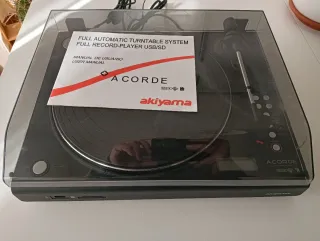 FULL AUTOMATIC TURNTABLE SYSTEM
FULL RECORD-PLAYER USB/SD
MANUAL DE USUARIO
USER MANUAL
ACORDE
akiyama
ACORDE